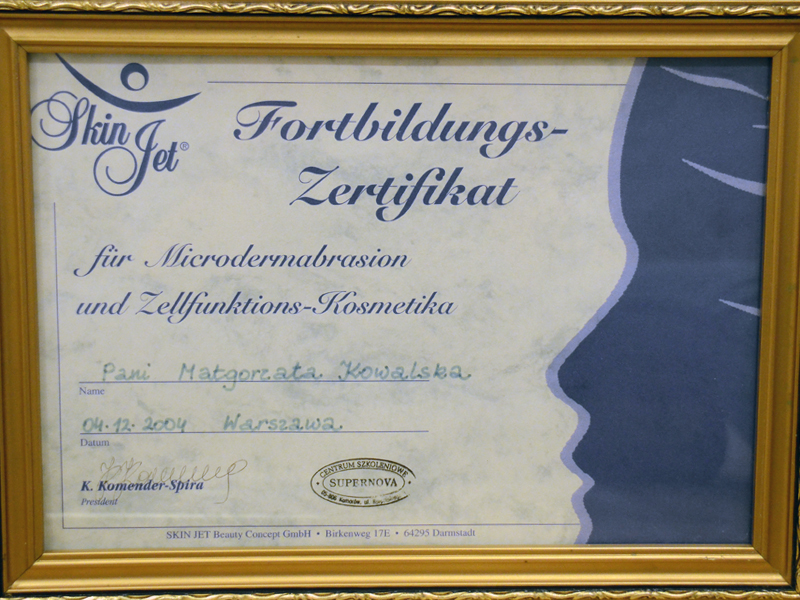 Skin Jet®
Fortbildungs-
Zertifikat
für Microdermabrasion
und Zellfunktions-Kosmetika
Pani Małgorzata Kowalska
Name
04.12.2004 Warszawa
Datum
K. Komender-Spira
President
CENTRUM SZKOLENIOWE
SUPERNOVA
SKIN JET Beauty Concept GmbH • Birkenweg 17E • 64295 Darmstadt